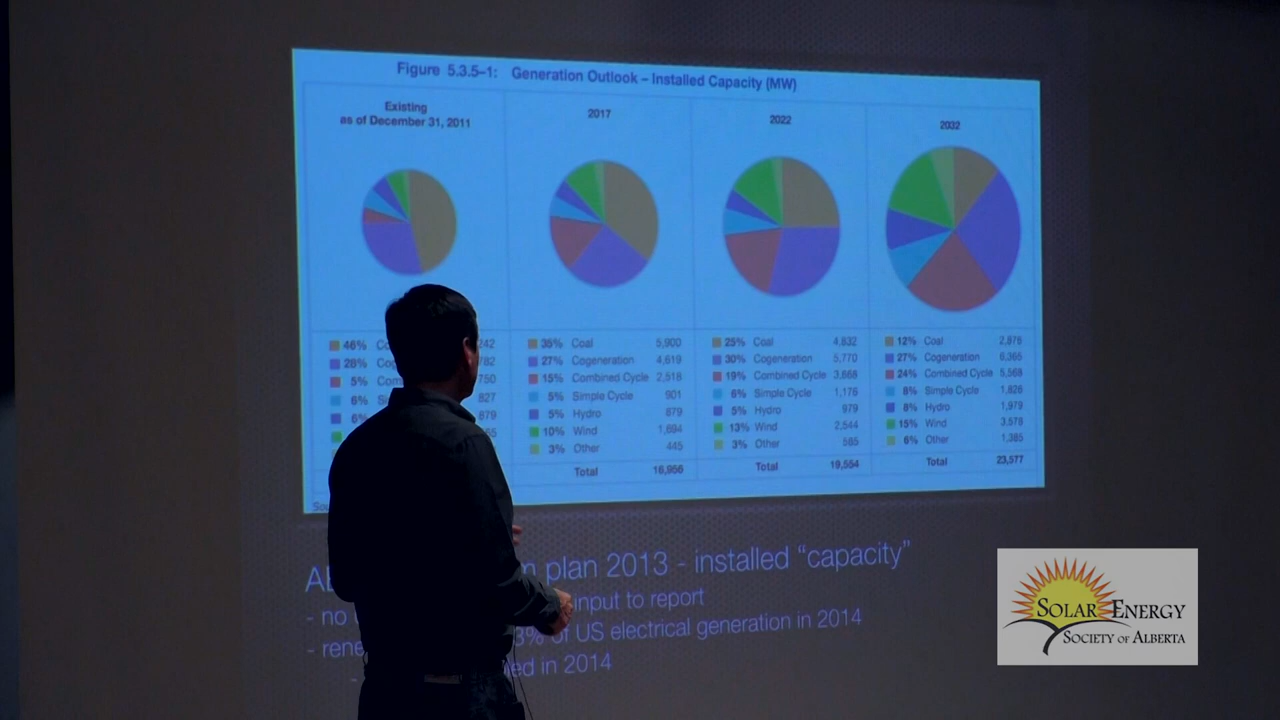 Figure 5.3.5–1: Generation Outlook – Installed Capacity (MW)
Existing
as of December 31, 2011
46%
28%
5% 750
6% 827
6% 879
2017
35% Coal 5,900
27% Cogeneration 4,619
15% Combined Cycle 2,518
5% Simple Cycle 901
5% Hydro 879
10% Wind 1,694
3% Other 445
Total 16,956
2022
25% Coal 4,832
30% Cogeneration 5,770
19% Combined Cycle 3,668
6% Simple Cycle 1,176
5% Hydro 979
13% Wind 2,544
3% Other 585
Total 19,554
2032
12% Coal 2,876
27% Cogeneration 6,365
24% Combined Cycle 5,568
8% Simple Cycle 1,826
8% Hydro 1,979
15% Wind 3,578
6% Other 1,385
Total 23,577
plan 2013 - installed “capacity”
- no input to report
- of US electrical generation in 2014
- in 2014
SOLAR ENERGY
SOCIETY OF ALBERTA